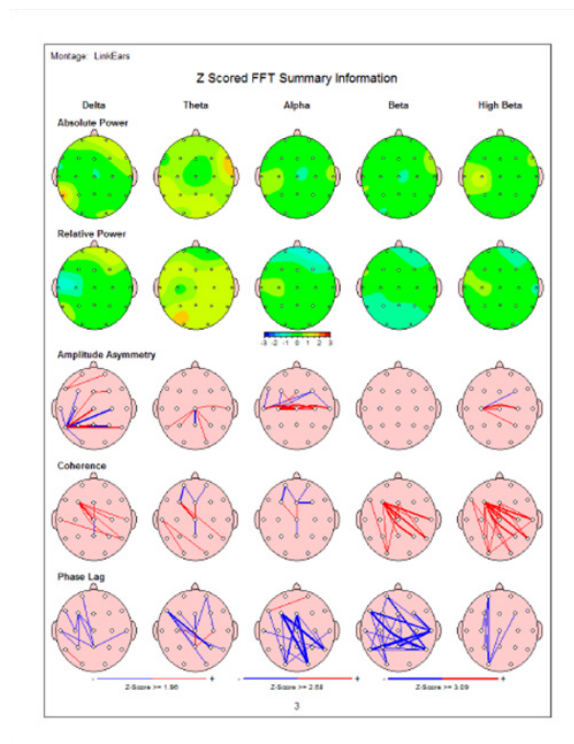 Montage: LinkEars
Z Scored FFT Summary Information
Delta Theta Alpha Beta High Beta
Absolute Power
Relative Power
-3 -2 -1 0 1 2 3
Amplitude Asymmetry
Coherence
Phase Lag
- + - + - +
Z-Score >= 1.96 Z-Score >= 2.58 Z-Score >= 3.09
3